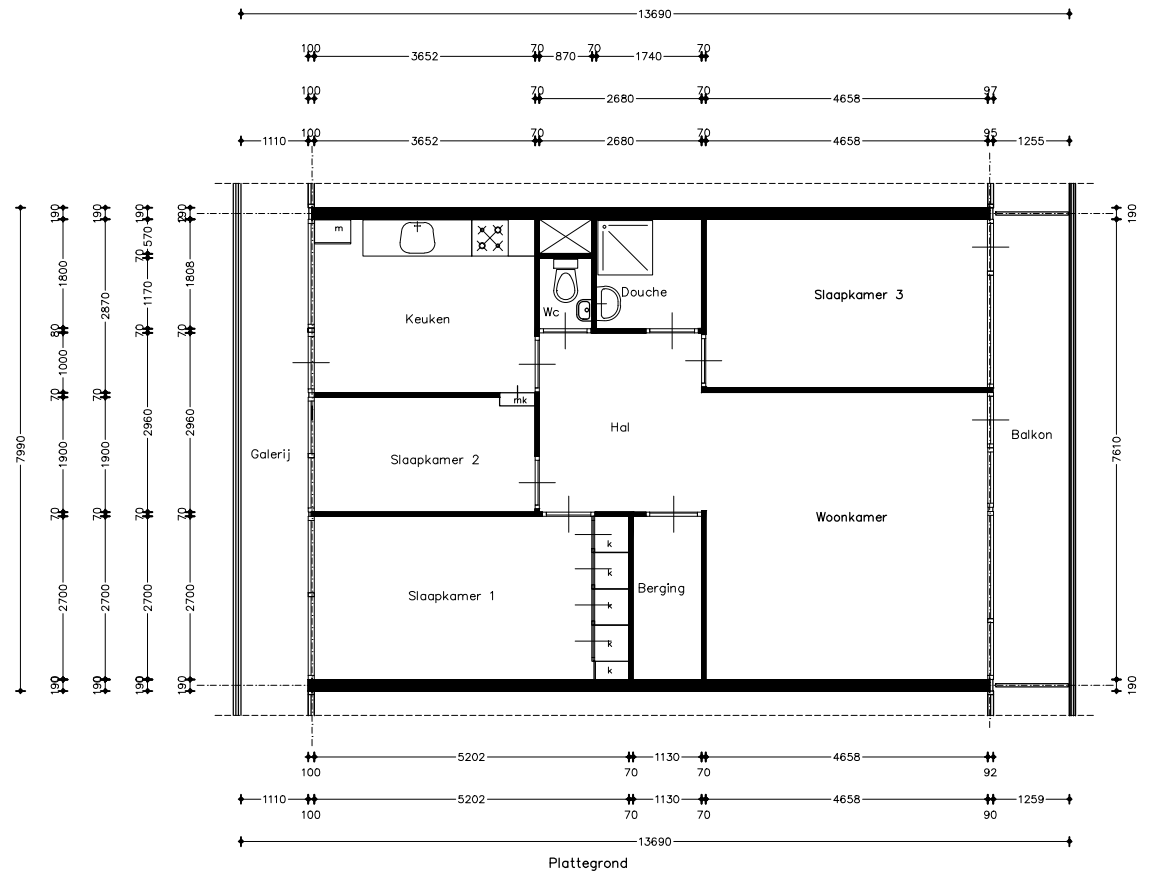 13690
100 70 70 70
3652 870 1740
100 70 70 97
2680 4658
100 70 70 95
1110 3652 2680 4658 1255
190 190 190 190 190
570
70
m
1800 2870 1170 1808
Douche
Slaapkamer 3
Wc
Keuken
80 70 70
1000
70 70
mk
7990 1900 1900 2960 2960 7610
Galerij
Slaapkamer 2
Hal
Balkon
70 70 70 70
Woonkamer
k
k
Berging
Slaapkamer 1
2700 2700 2700 2700
k
k
k
190 190 190 190 190
5202 1130 4658
100 70 70 92
1110 5202 1130 4658 1259
100 70 70 90
13690
Plattegrond